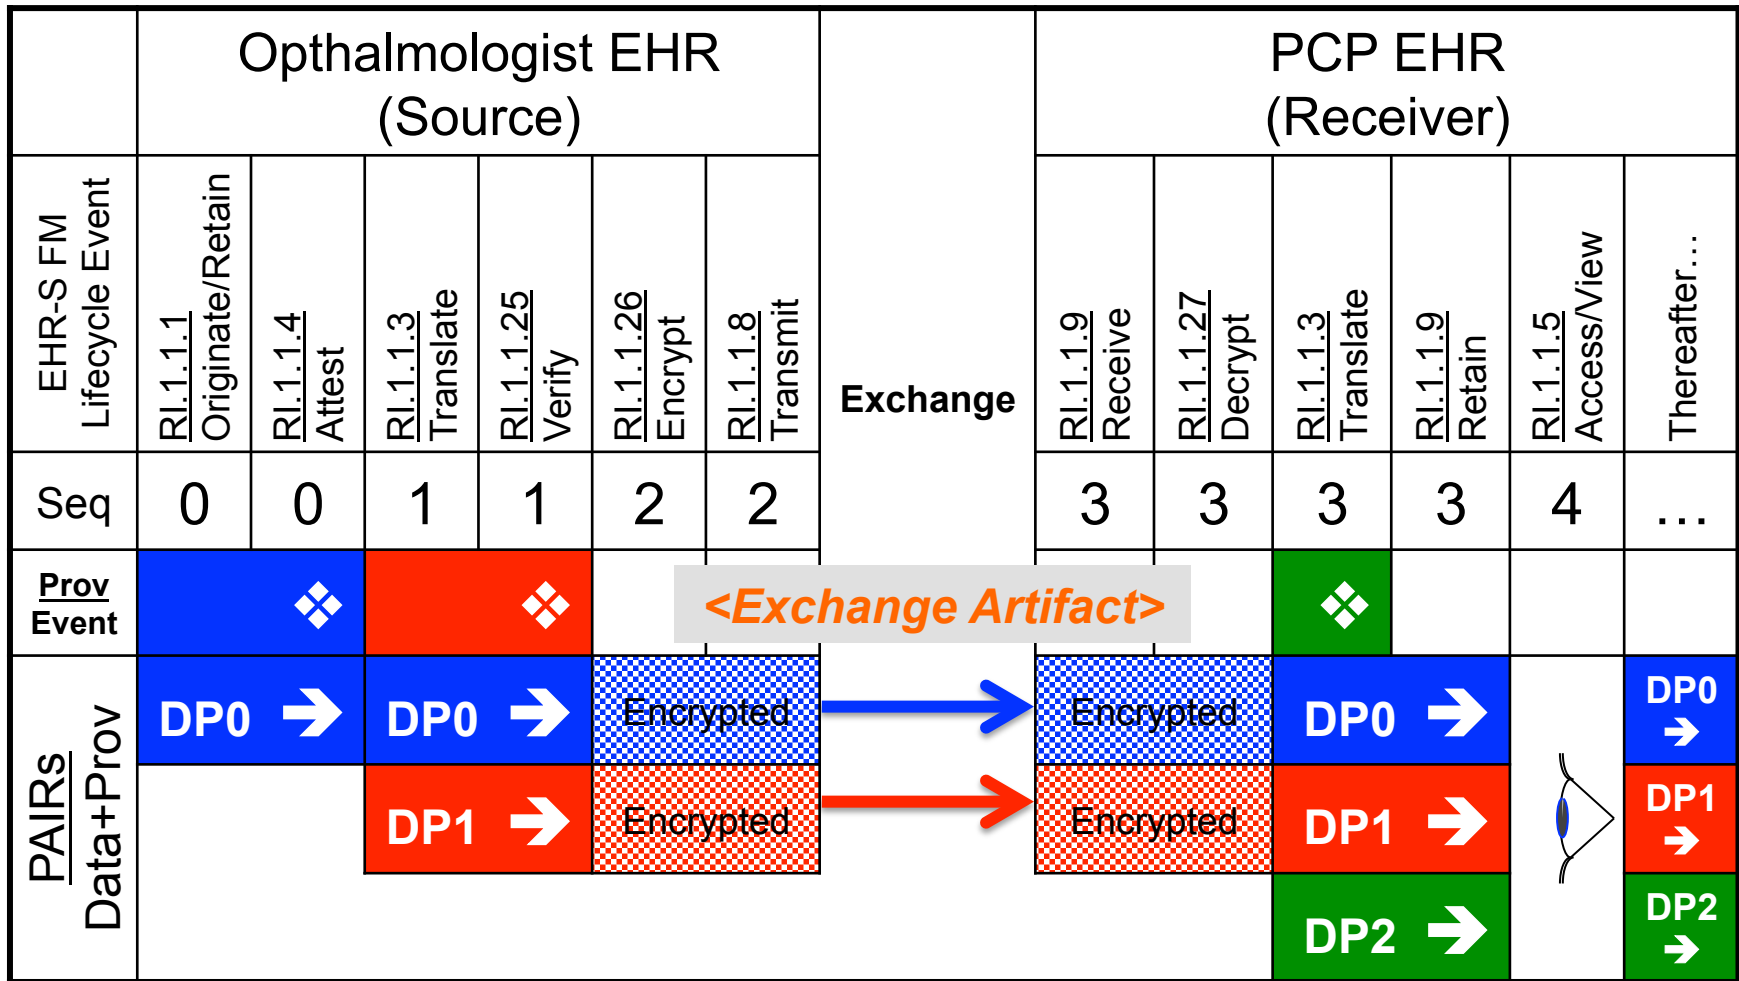 Opthalmologist EHR
(Source)
PCP EHR
(Receiver)
EHR-S FM
Lifecycle Event
RI.1.1.1
Originate/Retain
RI.1.1.4
Attest
RI.1.1.3
Translate
RI.1.1.25
Verify
RI.1.1.26
Encrypt
RI.1.1.8
Transmit
Exchange
RI.1.1.9
Receive
RI.1.1.27
Decrypt
RI.1.1.3
Translate
RI.1.1.9
Retain
RI.1.1.5
Access/View
Thereafter…
Seq 0 0 1 1 2 2 3 3 3 3 4 …
Prov
Event
<Exchange Artifact>
PAIRs
Data+Prov
DP0 ➔ DP0 ➔ Encrypted Encrypted DP0 ➔ DP0 ➔
DP1 ➔ Encrypted Encrypted DP1 ➔ DP1 ➔
DP2 ➔ DP2 ➔